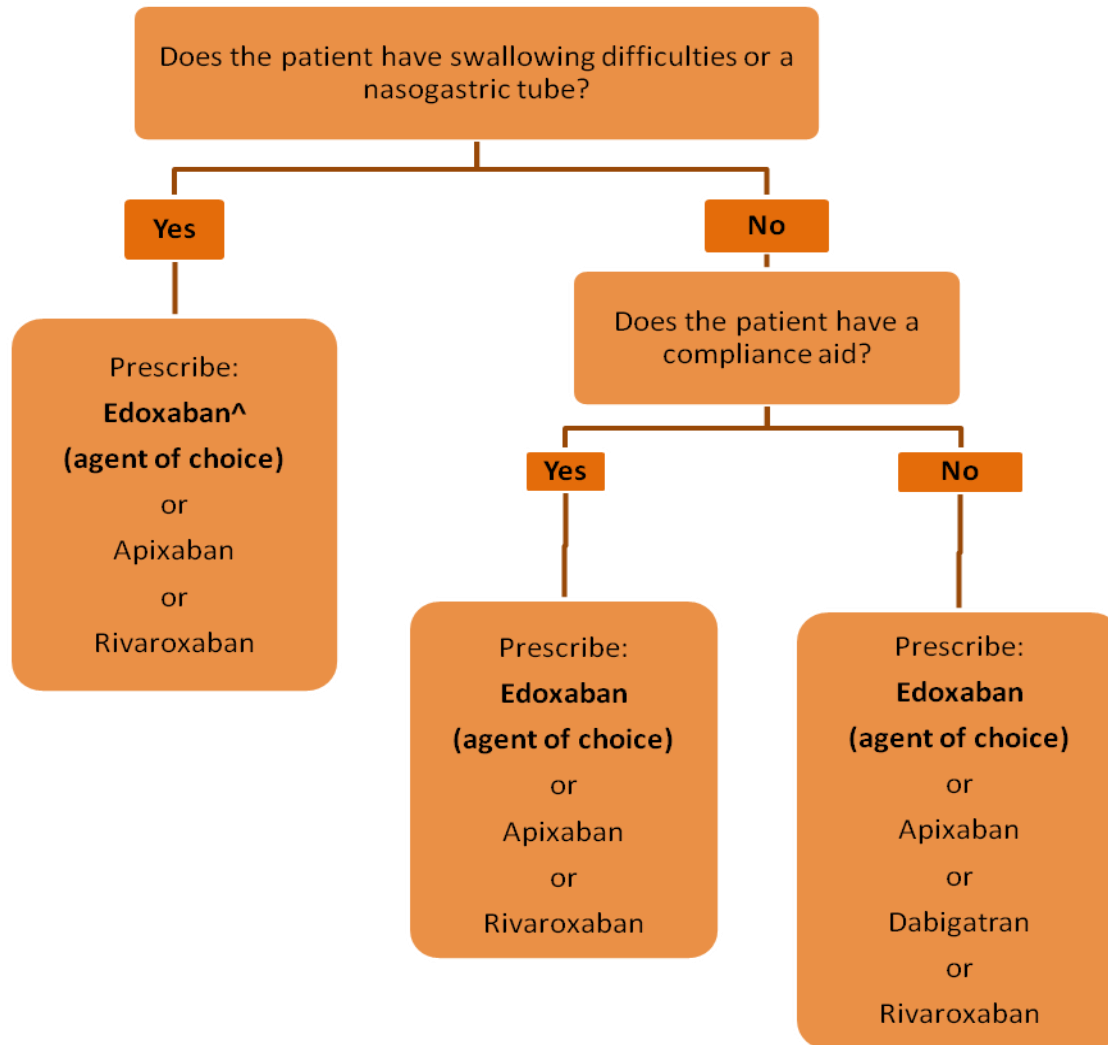 Does the patient have swallowing difficulties or a
nasogastric tube?
Yes
No
Prescribe:
Edoxaban^
(agent of choice)
or
Apixaban
or
Rivaroxaban
Does the patient have a
compliance aid?
Yes
No
Prescribe:
Edoxaban
(agent of choice)
or
Apixaban
or
Rivaroxaban
Prescribe:
Edoxaban
(agent of choice)
or
Apixaban
or
Dabigatran
or
Rivaroxaban